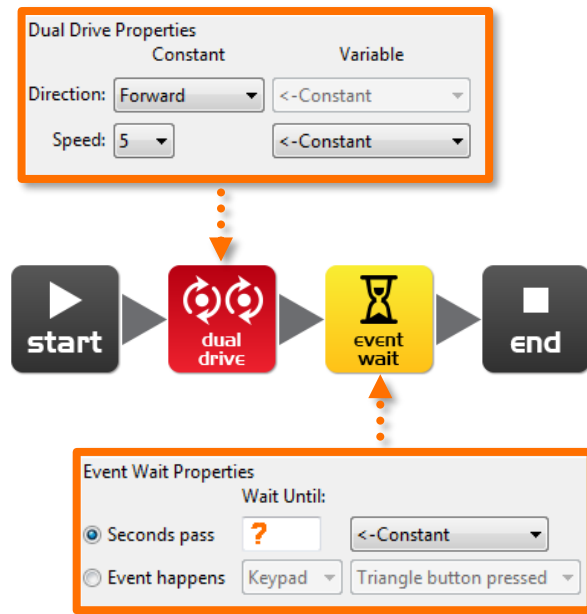 Dual Drive Properties
Constant Variable
Direction: Forward <-Constant
Speed: 5 <-Constant
start
dual
drive
event
wait
end
Event Wait Properties
Wait Until:
Seconds pass ? <-Constant
Event happens Keypad Triangle button pressed